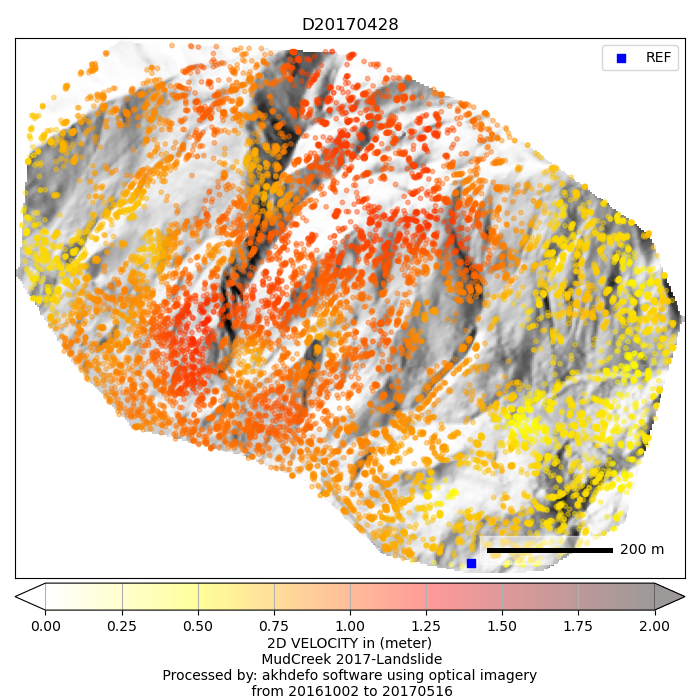 D20170428
REF
200 m
0.00 0.25 0.50 0.75 1.00 1.25 1.50 1.75 2.00
2D VELOCITY in (meter)
MudCreek 2017-Landslide
Processed by: akhdefo software using optical imagery
from 20161002 to 20170516